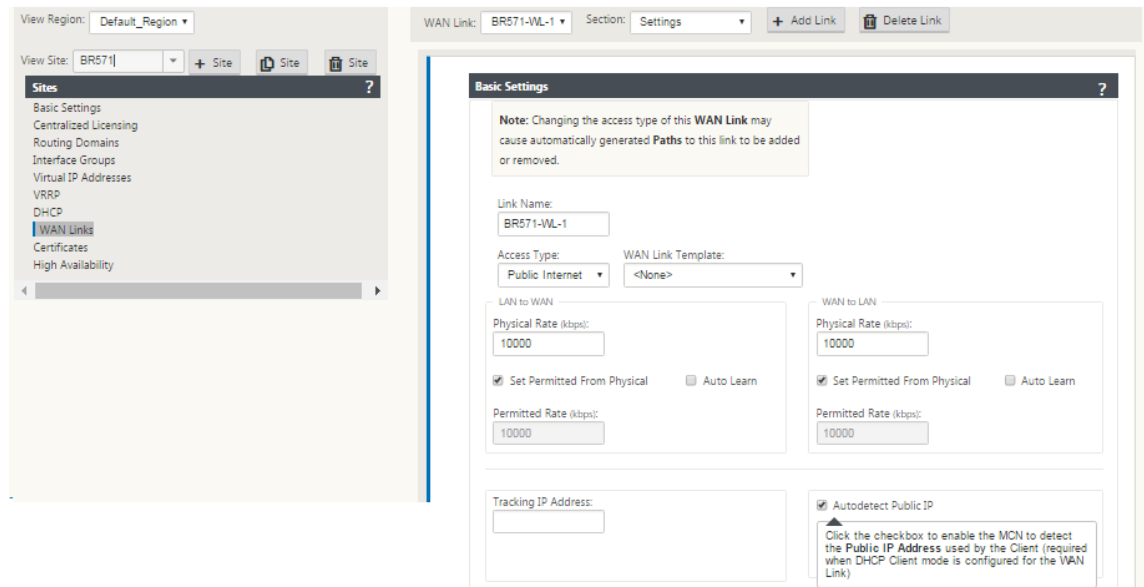 View Region: Default_Region
WAN Link: BR571-WL-1 Section: Settings + Add Link Delete Link
View Site: BR571 + Site Site Site
Sites ?
Basic Settings
Centralized Licensing
Routing Domains
Interface Groups
Virtual IP Addresses
VRRP
DHCP
WAN Links
Certificates
High Availability
Basic Settings ?
Note: Changing the access type of this WAN Link may
cause automatically generated Paths to this link to be added
or removed.
Link Name:
BR571-WL-1
Access Type: WAN Link Template:
Public Internet <None>
LAN to WAN WAN to LAN
Physical Rate (kbps): Physical Rate (kbps):
10000 10000
Set Permitted From Physical Auto Learn Set Permitted From Physical Auto Learn
Permitted Rate (kbps): Permitted Rate (kbps):
10000 10000
Tracking IP Address: Autodetect Public IP
Click the checkbox to enable the MCN to detect
the Public IP Address used by the Client (required
when DHCP Client mode is configured for the WAN
Link)